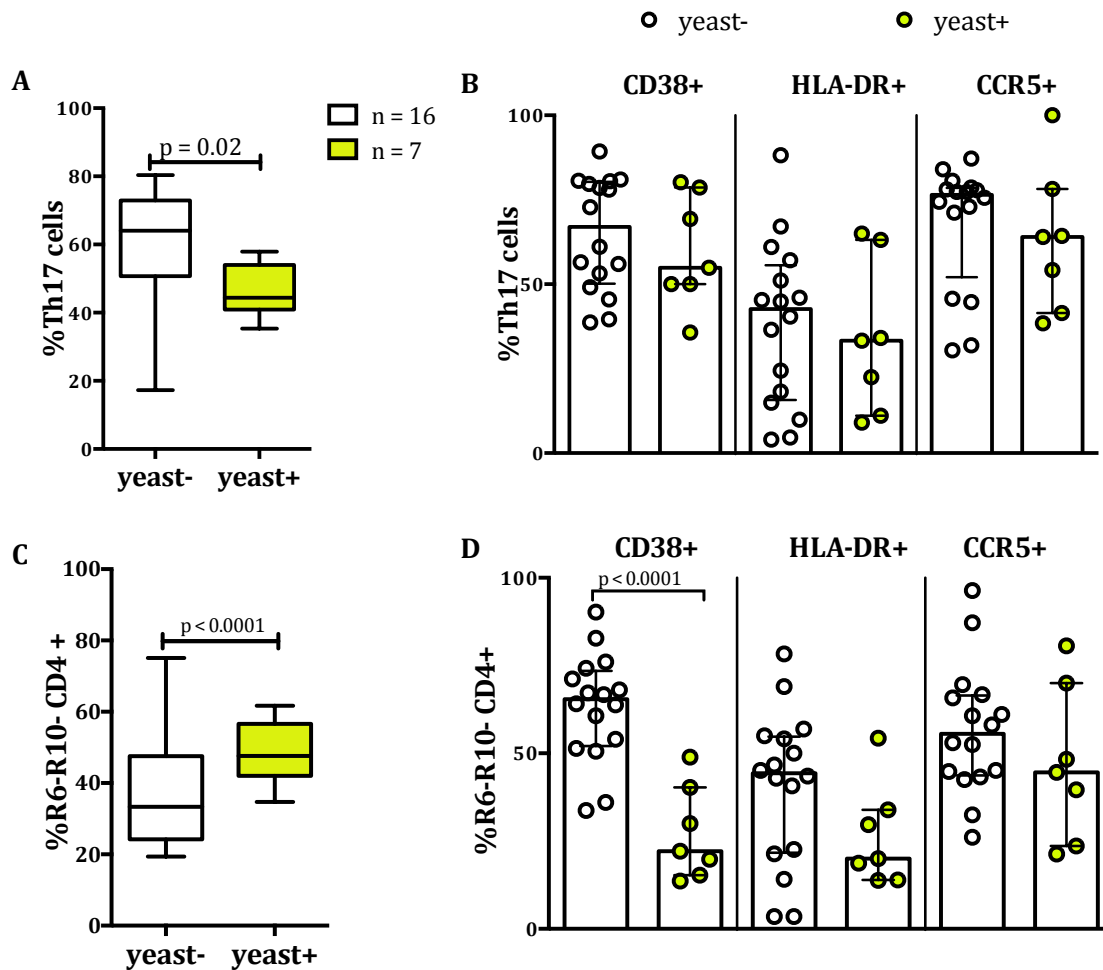 yeast- yeast+
A
100
80
60
40
20
0
%Th17 cells
p = 0.02
n = 16
n = 7
yeast- yeast+
B
CD38+ HLA-DR+ CCR5+
100
50
0
%Th17 cells
C
100
80
60
40
20
0
%R6-R10- CD4 +
p < 0.0001
yeast- yeast+
D
CD38+ HLA-DR+ CCR5+
p < 0.0001
100
50
0
%R6-R10- CD4+